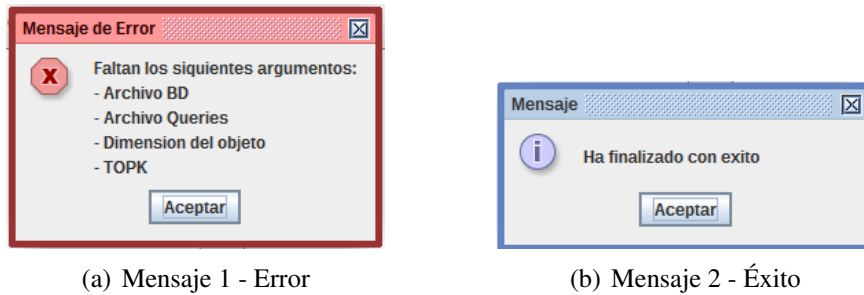 Mensaje de Error
Faltan los siquientes argumentos:
- Archivo BD
- Archivo Queries
- Dimension del objeto
- TOPK
Aceptar
(a) Mensaje 1 - Error
Mensaje
Ha finalizado con exito
Aceptar
(b) Mensaje 2 - Éxito